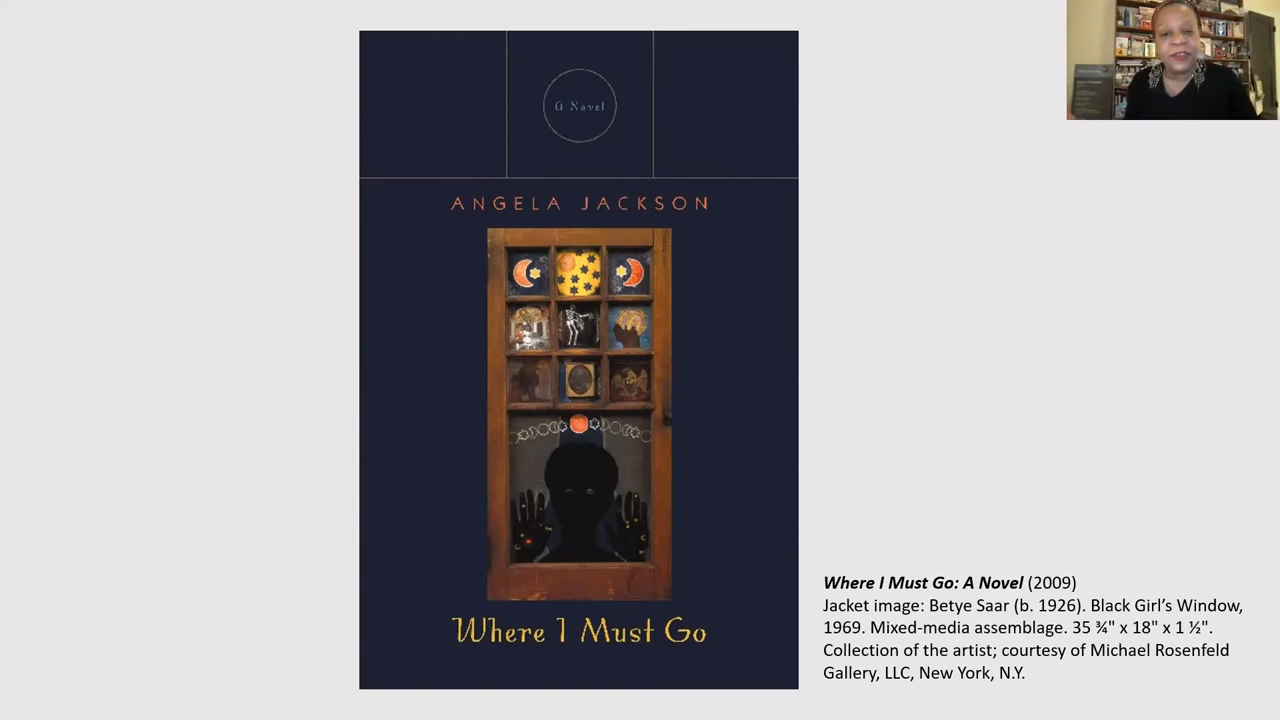 A Novel
ANGELA JACKSON
Where I Must Go
Where I Must Go: A Novel (2009)
Jacket image: Betye Saar (b. 1926). Black Girl’s Window,
1969. Mixed-media assemblage. 35 ¾" x 18" x 1 ½".
Collection of the artist; courtesy of Michael Rosenfeld
Gallery, LLC, New York, N.Y.